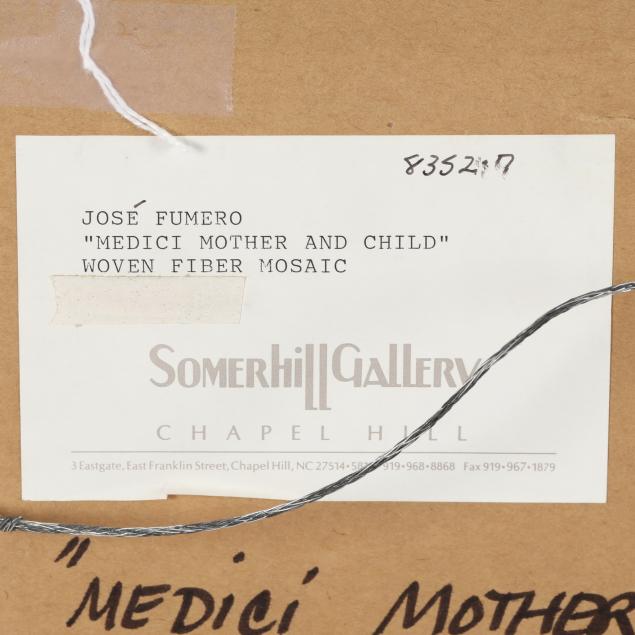 JOSÉ FUMERO
"MEDICI MOTHER AND CHILD"
WOVEN FIBER MOSAIC
SOMERhill GALLERY
CHAPEL HILL
3 Eastgate, East Franklin Street, Chapel Hill, NC 27514•58 919•968•8868 Fax 919•967•1879
"MEDiCi MOTHER